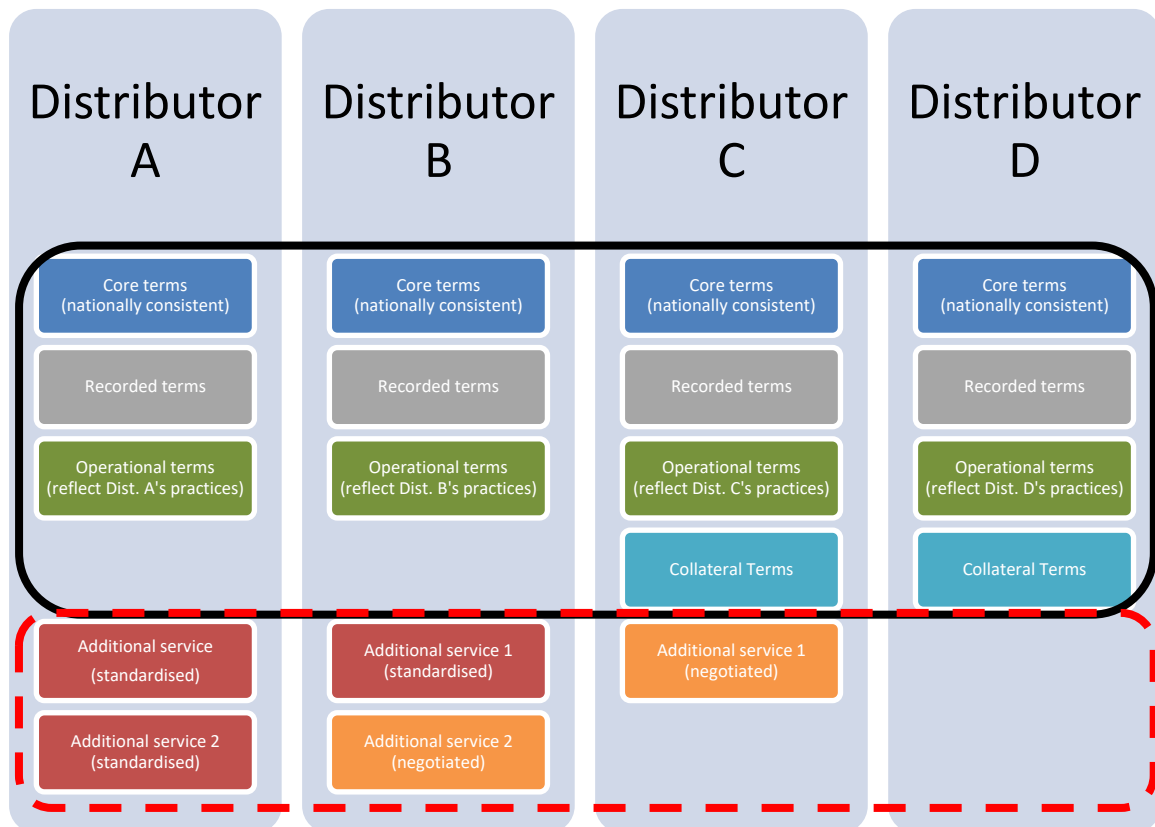 Distributor
A
Distributor
B
Distributor
C
Distributor
D
Core terms
(nationally consistent)
Core terms
(nationally consistent)
Core terms
(nationally consistent)
Core terms
(nationally consistent)
Recorded terms
Recorded terms
Recorded terms
Recorded terms
Operational terms
(reflect Dist. A's practices)
Operational terms
(reflect Dist. B's practices)
Operational terms
(reflect Dist. C's practices)
Operational terms
(reflect Dist. D's practices)
Collateral Terms
Collateral Terms
Additional service
(standardised)
Additional service 1
(standardised)
Additional service 1
(negotiated)
Additional service 2
(standardised)
Additional service 2
(negotiated)